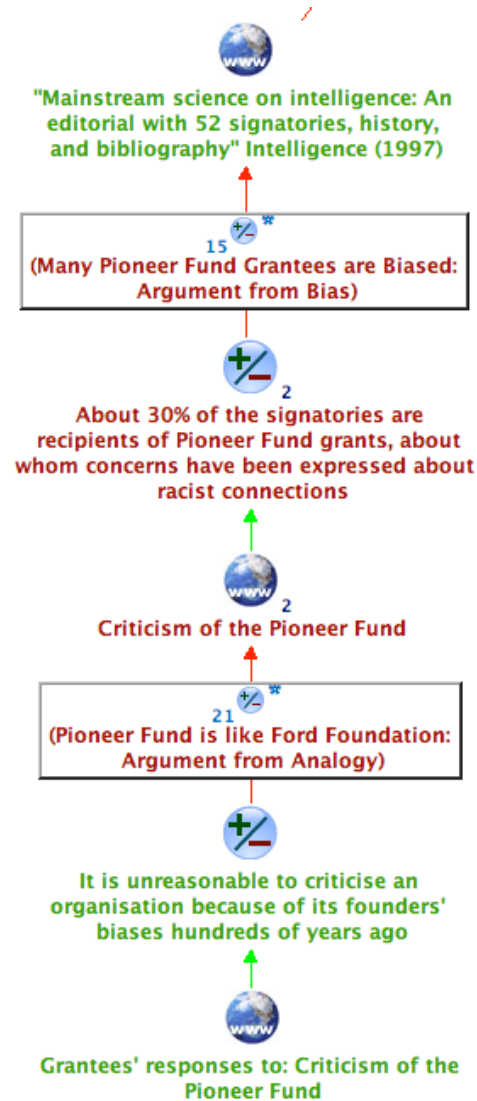 www
"Mainstream science on intelligence: An
editorial with 52 signatories, history,
and bibliography" Intelligence (1997)
15 +/- *
(Many Pioneer Fund Grantees are Biased:
Argument from Bias)
+/- 2
About 30% of the signatories are
recipients of Pioneer Fund grants, about
whom concerns have been expressed about
racist connections
www 2
Criticism of the Pioneer Fund
21 +/- *
(Pioneer Fund is like Ford Foundation:
Argument from Analogy)
+/-
It is unreasonable to criticise an
organisation because of its founders'
biases hundreds of years ago
www
Grantees' responses to: Criticism of the
Pioneer Fund